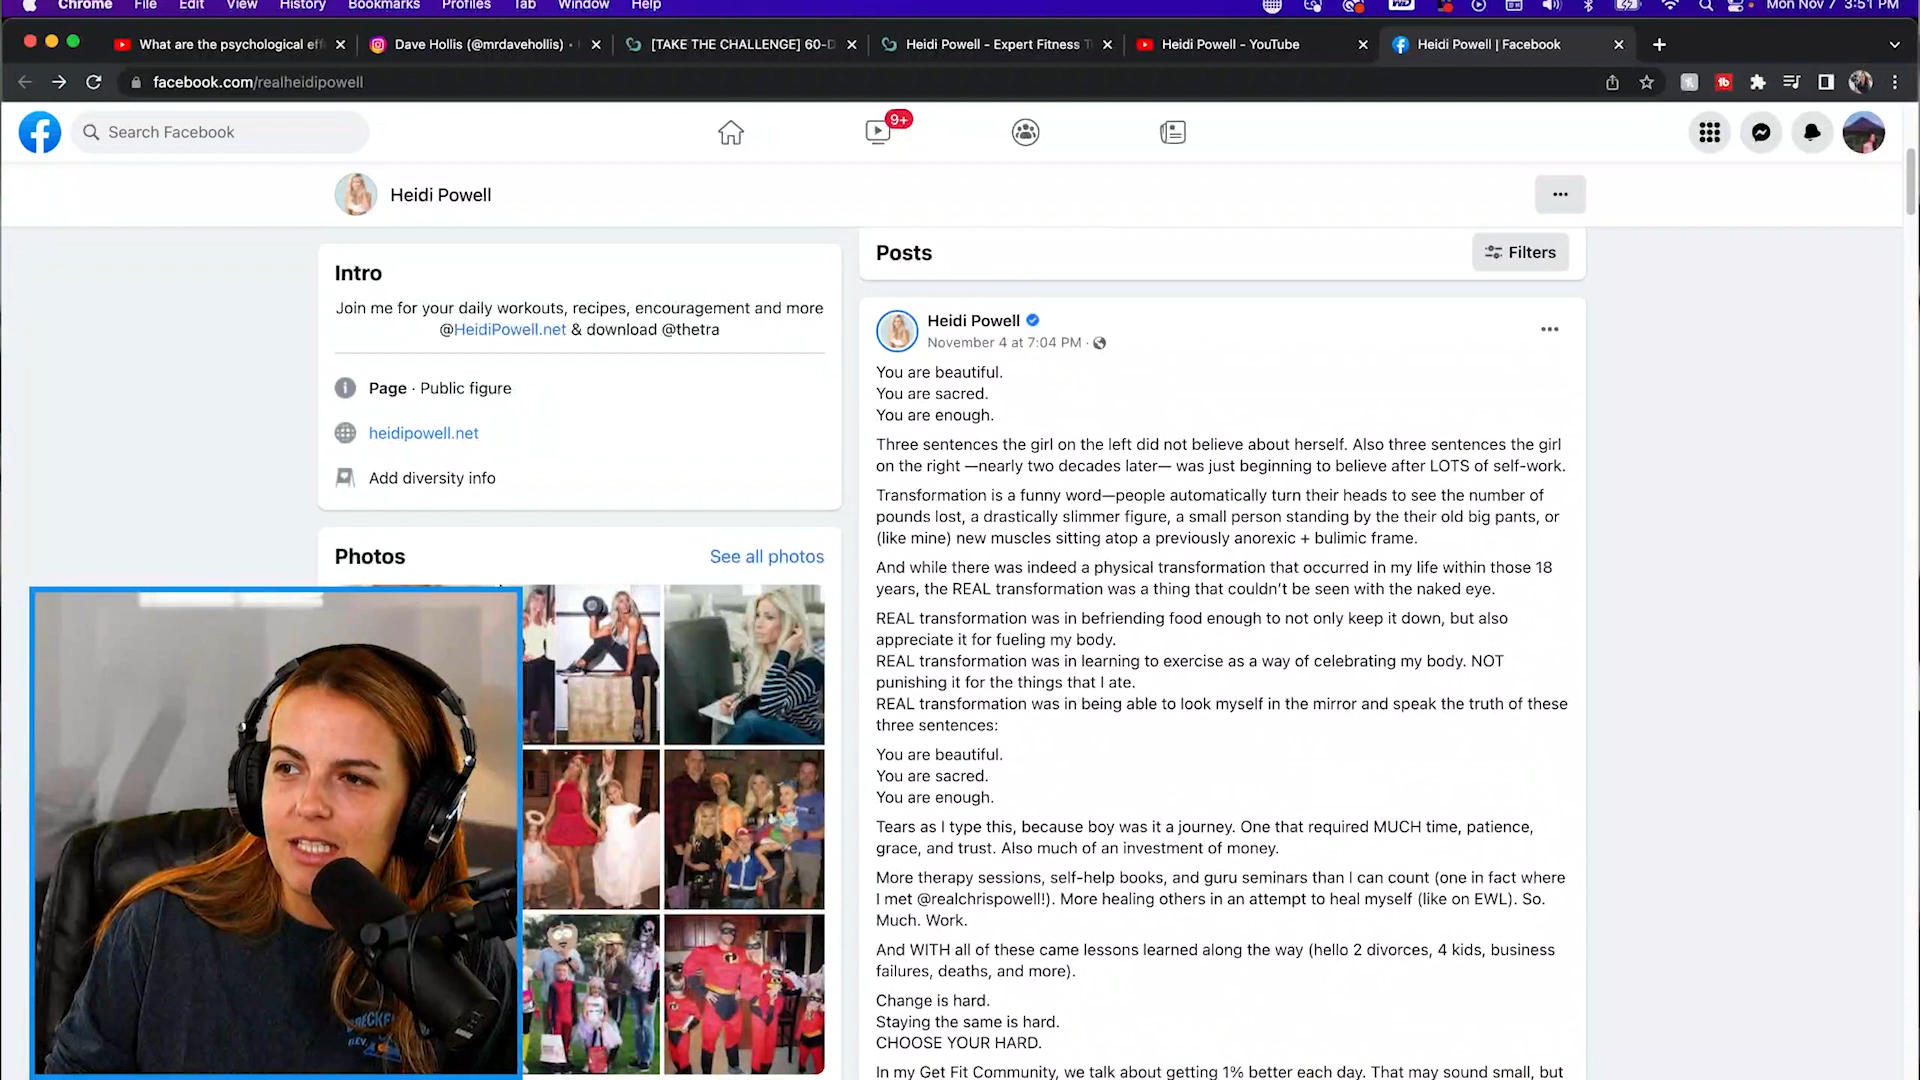 Chrome File Edit View History Bookmarks Profiles Tab Window Help Mon Nov 7 3:51 PM
What are the psychological eff
Dave Hollis (@mrdavehollis) •
[TAKE THE CHALLENGE] 60-D
Heidi Powell - Expert Fitness T
Heidi Powell - YouTube
Heidi Powell | Facebook
facebook.com/realheidipowell
Search Facebook
9+
Heidi Powell
Intro
Join me for your daily workouts, recipes, encouragement and more
@HeidiPowell.net & download @thetra
Page · Public figure
heidipowell.net
Add diversity info
Photos
See all photos
Posts
Filters
Heidi Powell
November 4 at 7:04 PM ·
You are beautiful.
You are sacred.
You are enough.
Three sentences the girl on the left did not believe about herself. Also three sentences the girl
on the right —nearly two decades later— was just beginning to believe after LOTS of self-work.
Transformation is a funny word—people automatically turn their heads to see the number of
pounds lost, a drastically slimmer figure, a small person standing by the their old big pants, or
(like mine) new muscles sitting atop a previously anorexic + bulimic frame.
And while there was indeed a physical transformation that occurred in my life within those 18
years, the REAL transformation was a thing that couldn't be seen with the naked eye.
REAL transformation was in befriending food enough to not only keep it down, but also
appreciate it for fueling my body.
REAL transformation was in learning to exercise as a way of celebrating my body. NOT
punishing it for the things that I ate.
REAL transformation was in being able to look myself in the mirror and speak the truth of these
three sentences:
You are beautiful.
You are sacred.
You are enough.
Tears as I type this, because boy was it a journey. One that required MUCH time, patience,
grace, and trust. Also much of an investment of money.
More therapy sessions, self-help books, and guru seminars than I can count (one in fact where
I met @realchrispowell!). More healing others in an attempt to heal myself (like on EWL). So.
Much. Work.
And WITH all of these came lessons learned along the way (hello 2 divorces, 4 kids, business
failures, deaths, and more).
Change is hard.
Staying the same is hard.
CHOOSE YOUR HARD.
In my Get Fit Community, we talk about getting 1% better each day. That may sound small, but